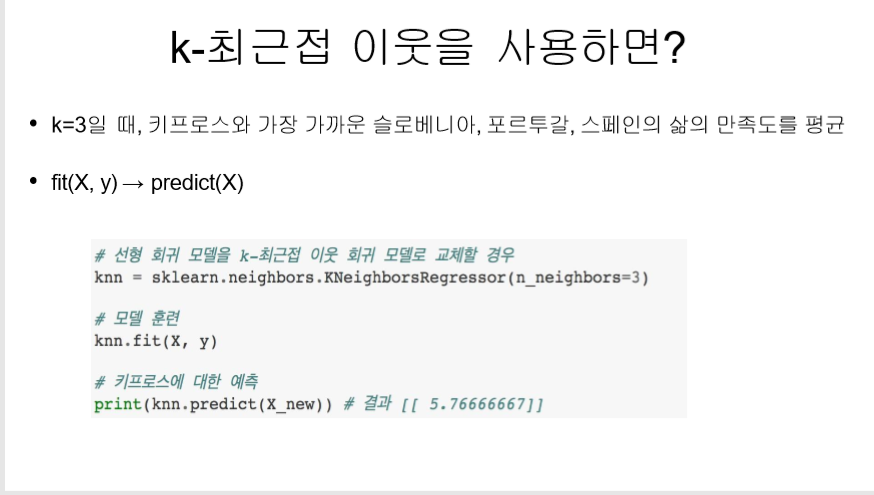 k-최근접 이웃을 사용하면?
• k=3일 때, 키프로스와 가장 가까운 슬로베니아, 포르투갈, 스페인의 삶의 만족도를 평균
• fit(X, y) → predict(X)
# 선형 회귀 모델을 k-최근접 이웃 회귀 모델로 교체할 경우
knn = sklearn.neighbors.KNeighborsRegressor(n_neighbors=3)
# 모델 훈련
knn.fit(X, y)
# 키프로스에 대한 예측
print(knn.predict(X_new)) # 결과 [[ 5.76666667]]